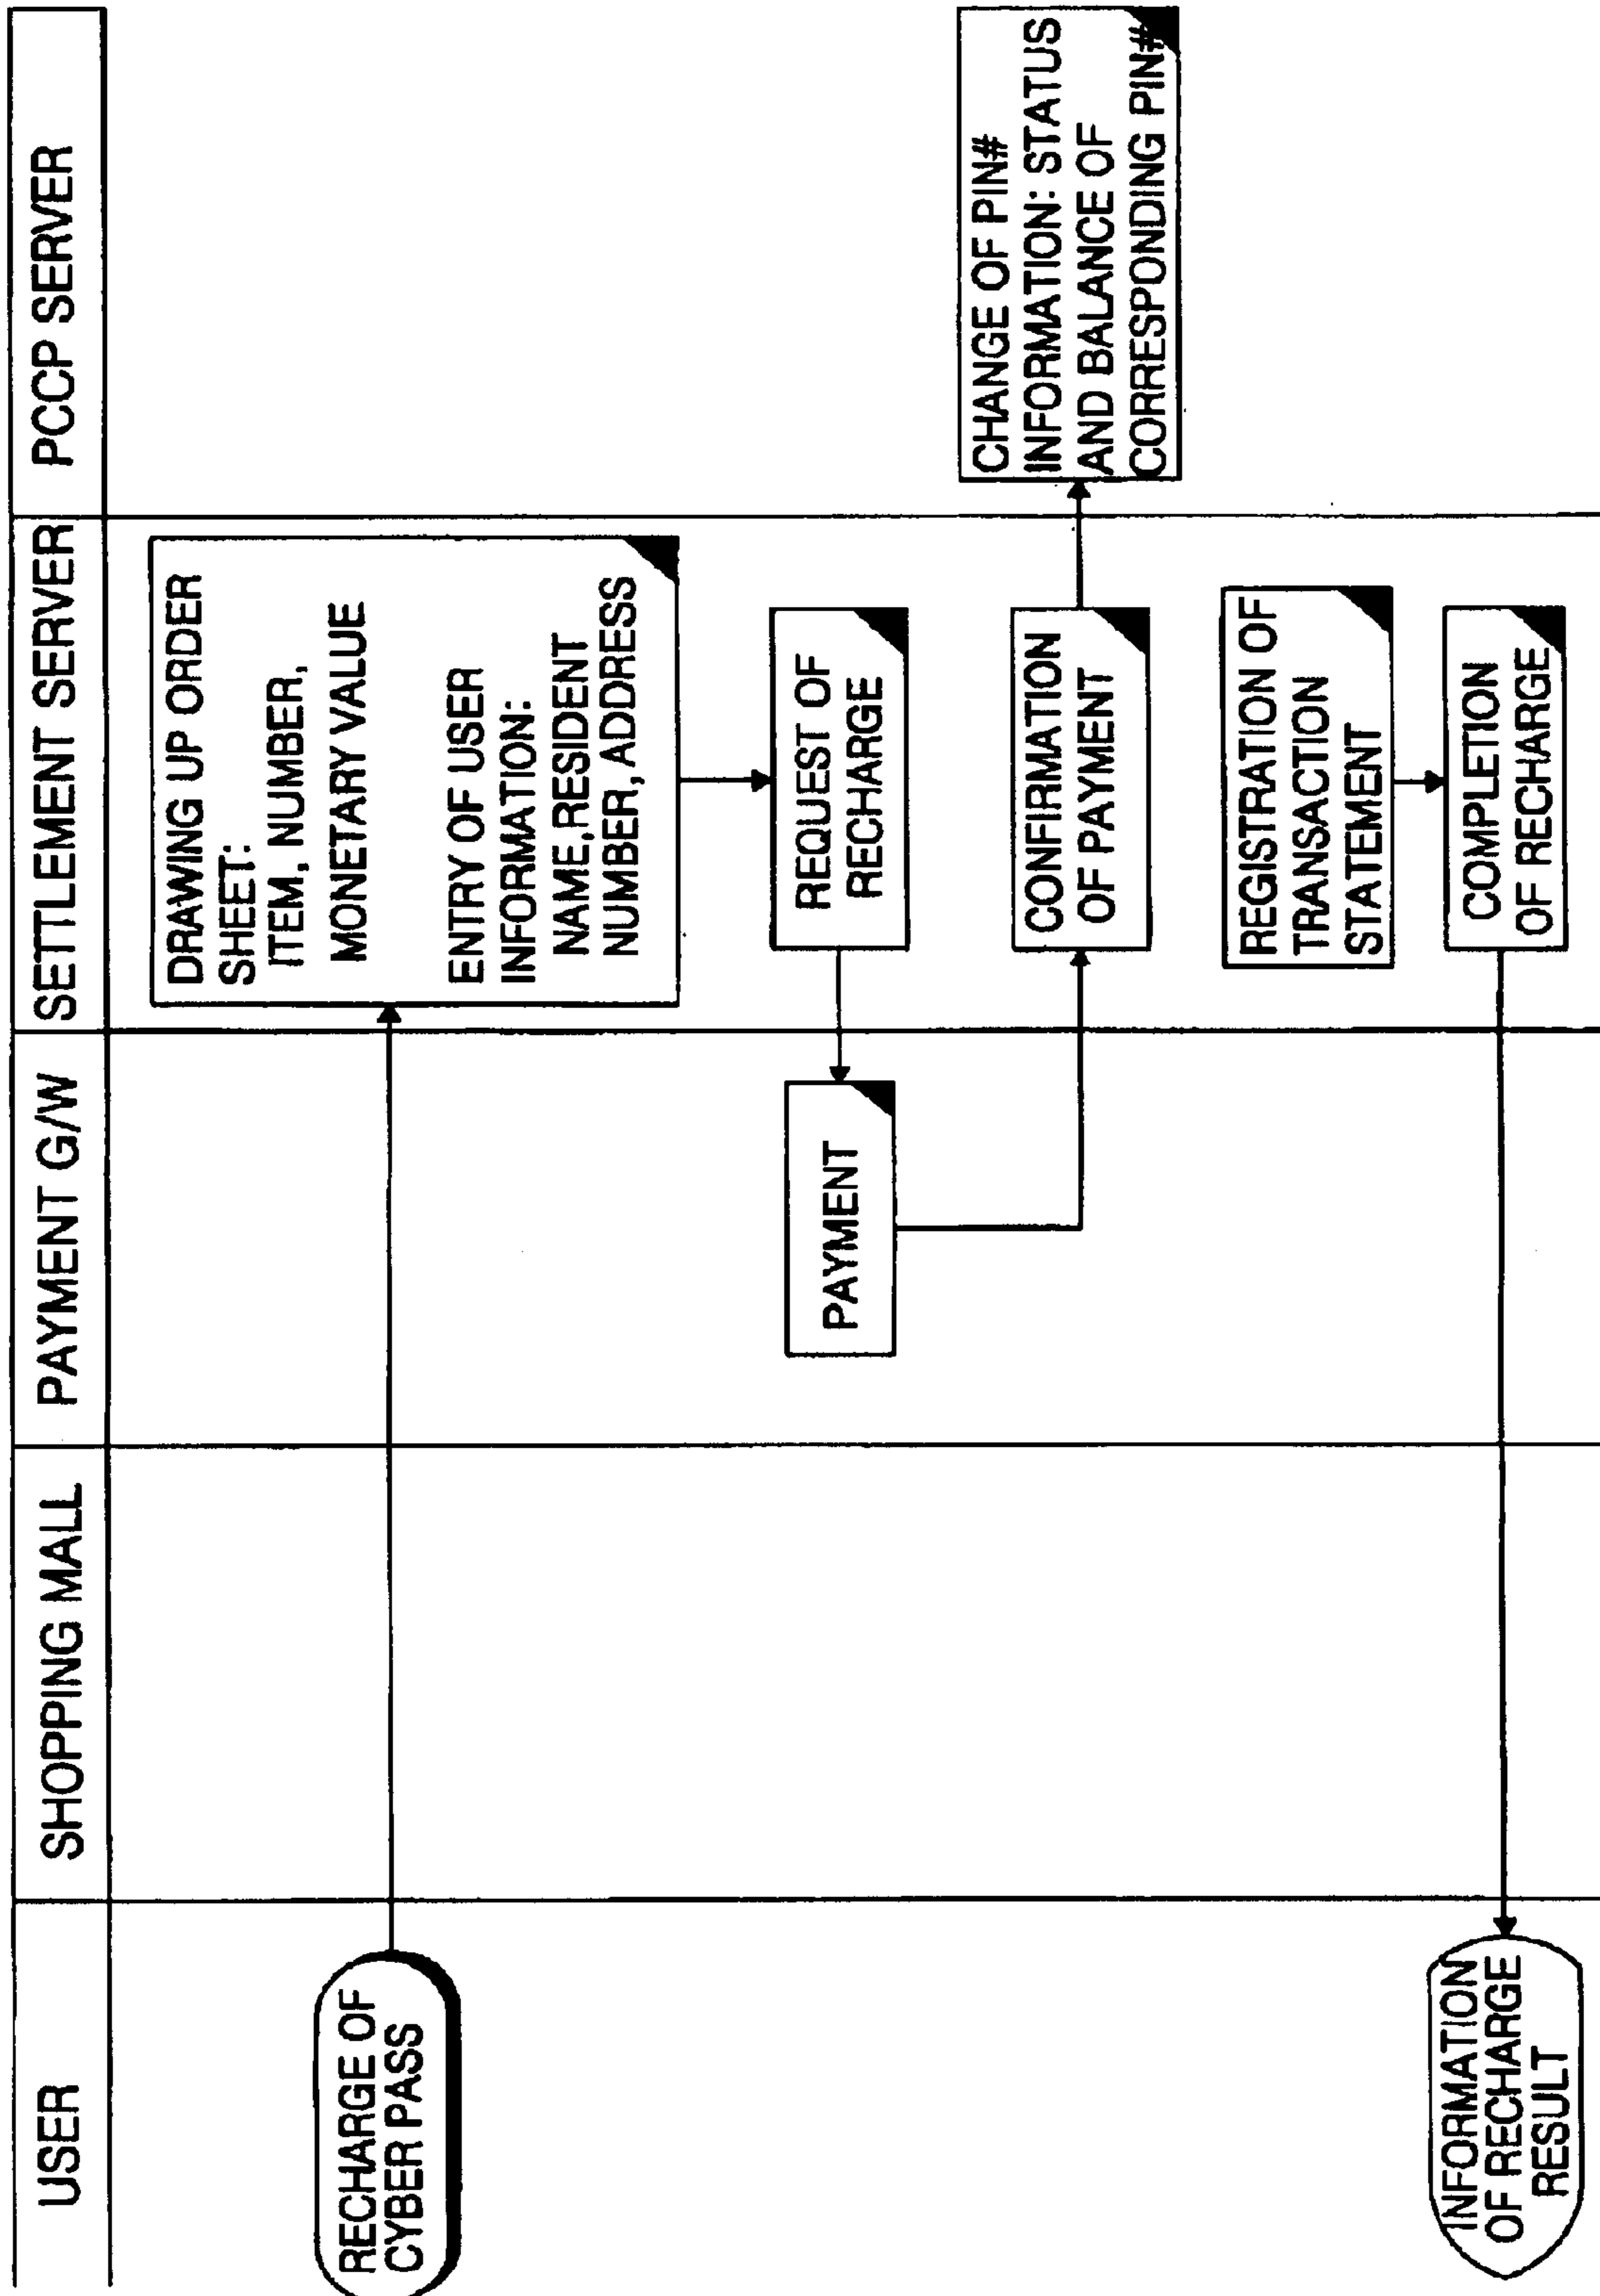 USER
SHOPPING MALL
PAYMENT G/W
SETTLEMENT SERVER
PCCP SERVER
RECHARGE OF
CYBER PASS
DRAWING UP ORDER
SHEET:
ITEM, NUMBER,
MONETARY VALUE
ENTRY OF USER
INFORMATION:
NAME,RESIDENT
NUMBER, ADDRESS
REQUEST OF
RECHARGE
PAYMENT
CONFIRMATION
OF PAYMENT
CHANGE OF PIN#
INFORMATION: STATUS
AND BALANCE OF
CORRESPONDING PIN#
REGISTRATION OF
TRANSACTION
STATEMENT
COMPLETION
OF RECHARGE
INFORMATION
OF RECHARGE
RESULT